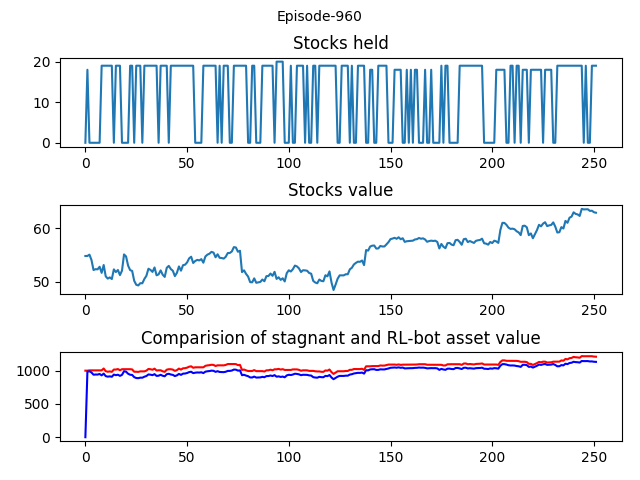 Episode-960
Stocks held
20
10
0
0 50 100 150 200 250
Stocks value
60
50
0 50 100 150 200 250
Comparision of stagnant and RL-bot asset value
1000
500
0
0 50 100 150 200 250